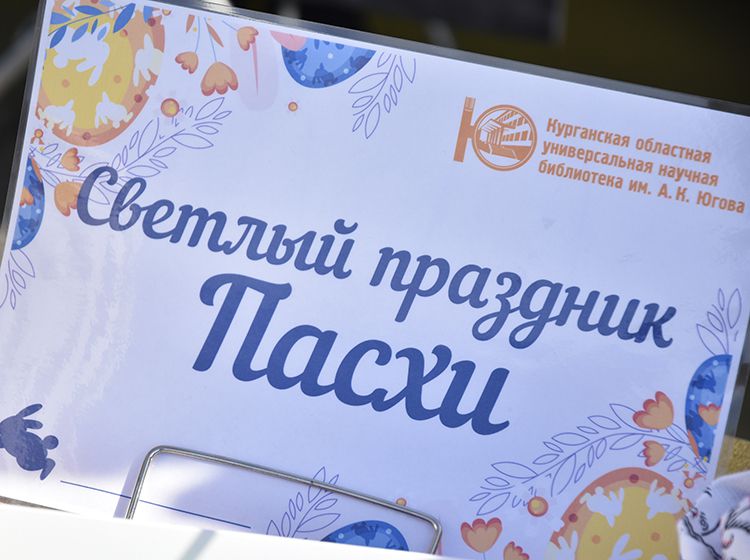 Курганская областная
универсальная научная
библиотека им. А. К. Югова
Светлый праздник
Пасхи